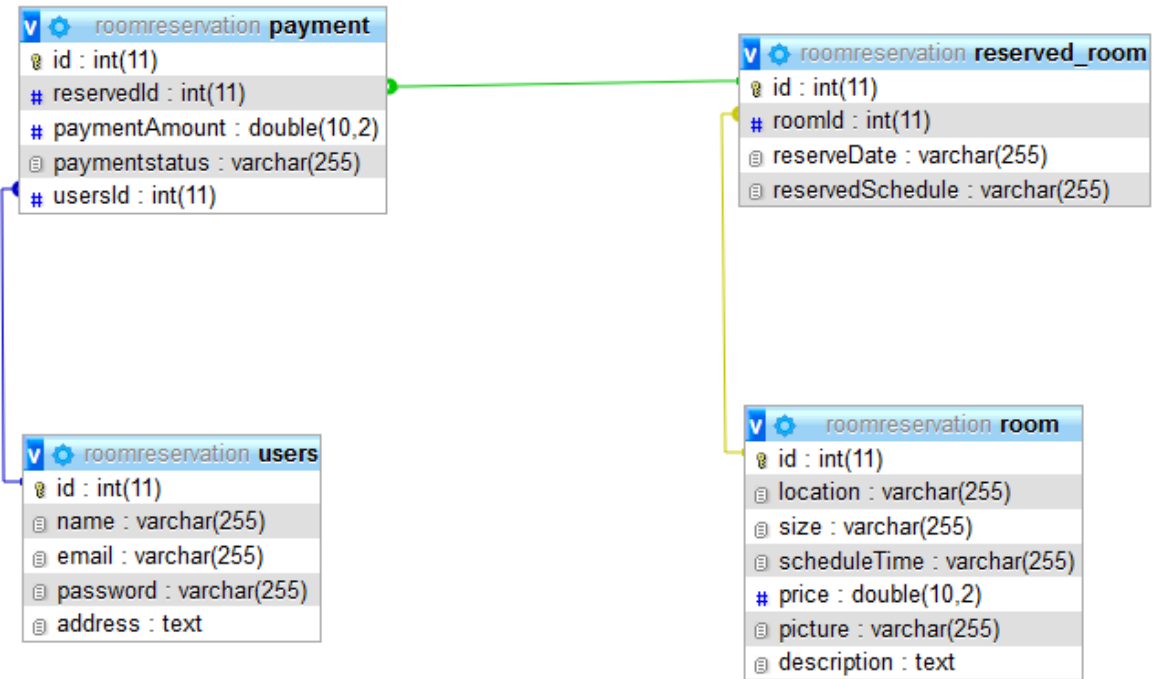 v roomreservation payment
id : int(11)
# reservedId : int(11)
# paymentAmount : double(10,2)
paymentstatus : varchar(255)
# usersId : int(11)
v roomreservation reserved_room
id : int(11)
# roomId : int(11)
reserveDate : varchar(255)
reservedSchedule : varchar(255)
v roomreservation users
id : int(11)
name : varchar(255)
email : varchar(255)
password : varchar(255)
address : text
v roomreservation room
id : int(11)
location : varchar(255)
size : varchar(255)
scheduleTime : varchar(255)
# price : double(10,2)
picture : varchar(255)
description : text